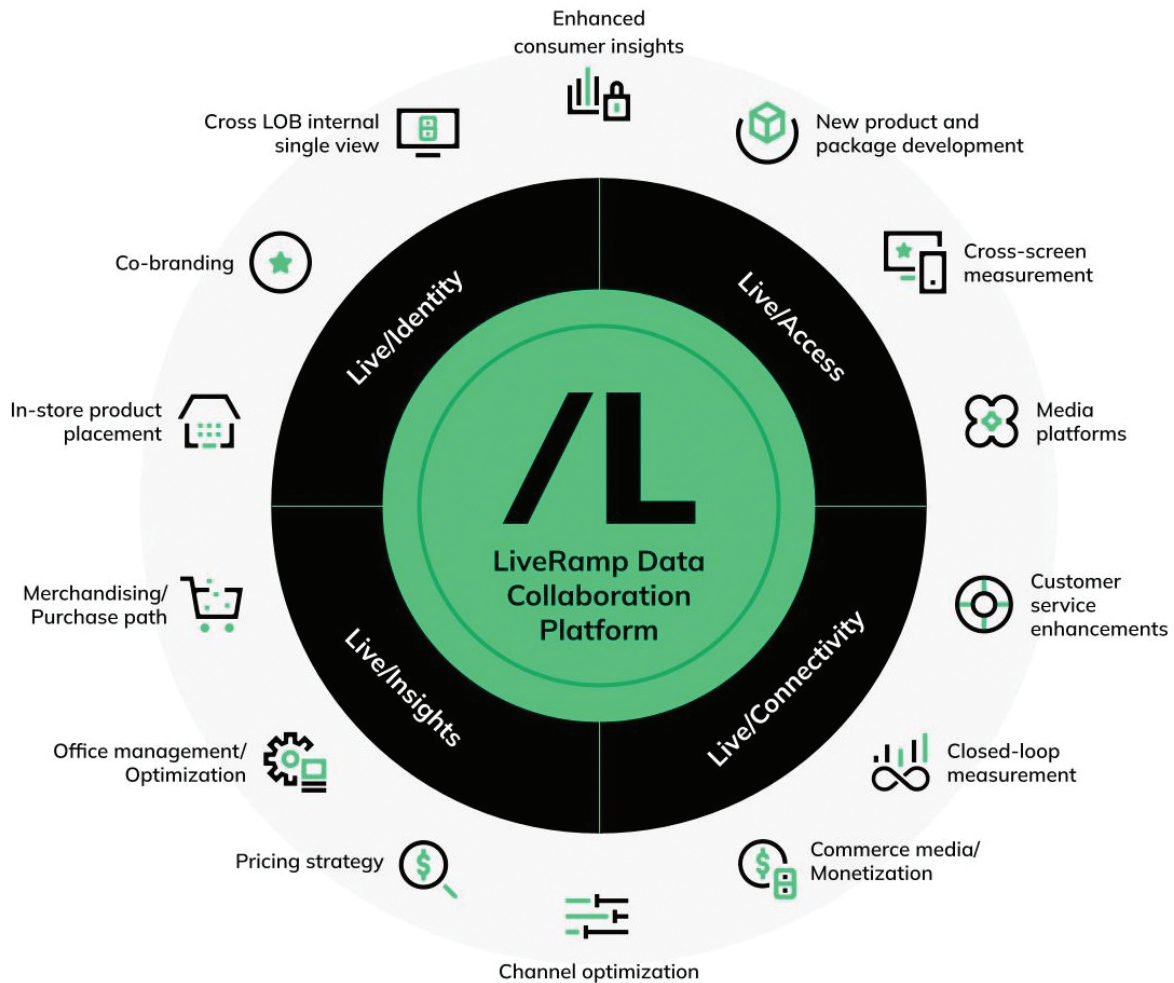 Enhanced
consumer insights
New product and
package development
Cross-screen
measurement
Media
platforms
Customer
service
enhancements
Closed-loop
measurement
Commerce media/
Monetization
Channel optimization
Pricing strategy
Office management/
Optimization
Merchandising/
Purchase path
In-store product
placement
Co-branding
Cross LOB internal
single view
Live/Identity
Live/Access
Live/Connectivity
Live/Insights
/L
LiveRamp Data
Collaboration
Platform